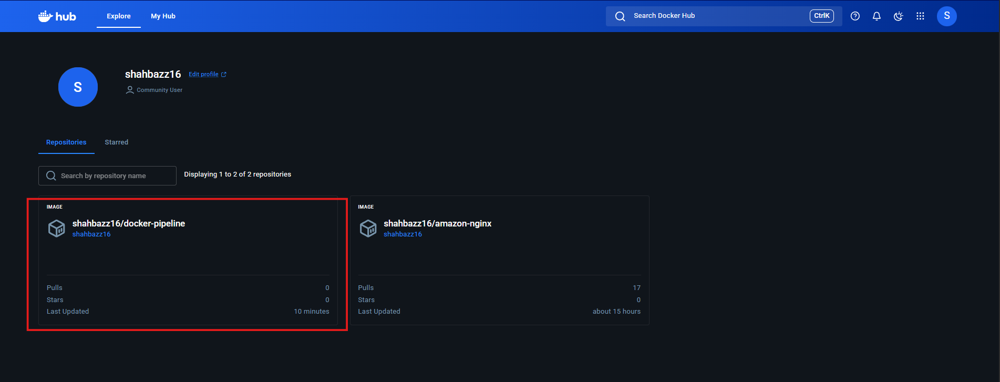 hub Explore My Hub Search Docker Hub CtrlK S
S
shahbazz16 Edit profile
Community User
Repositories Starred
Search by repository name Displaying 1 to 2 of 2 repositories
IMAGE
shahbazz16/docker-pipeline
shahbazz16
Pulls 0
Stars 0
Last Updated 10 minutes
IMAGE
shahbazz16/amazon-nginx
shahbazz16
Pulls 17
Stars 0
Last Updated about 15 hours